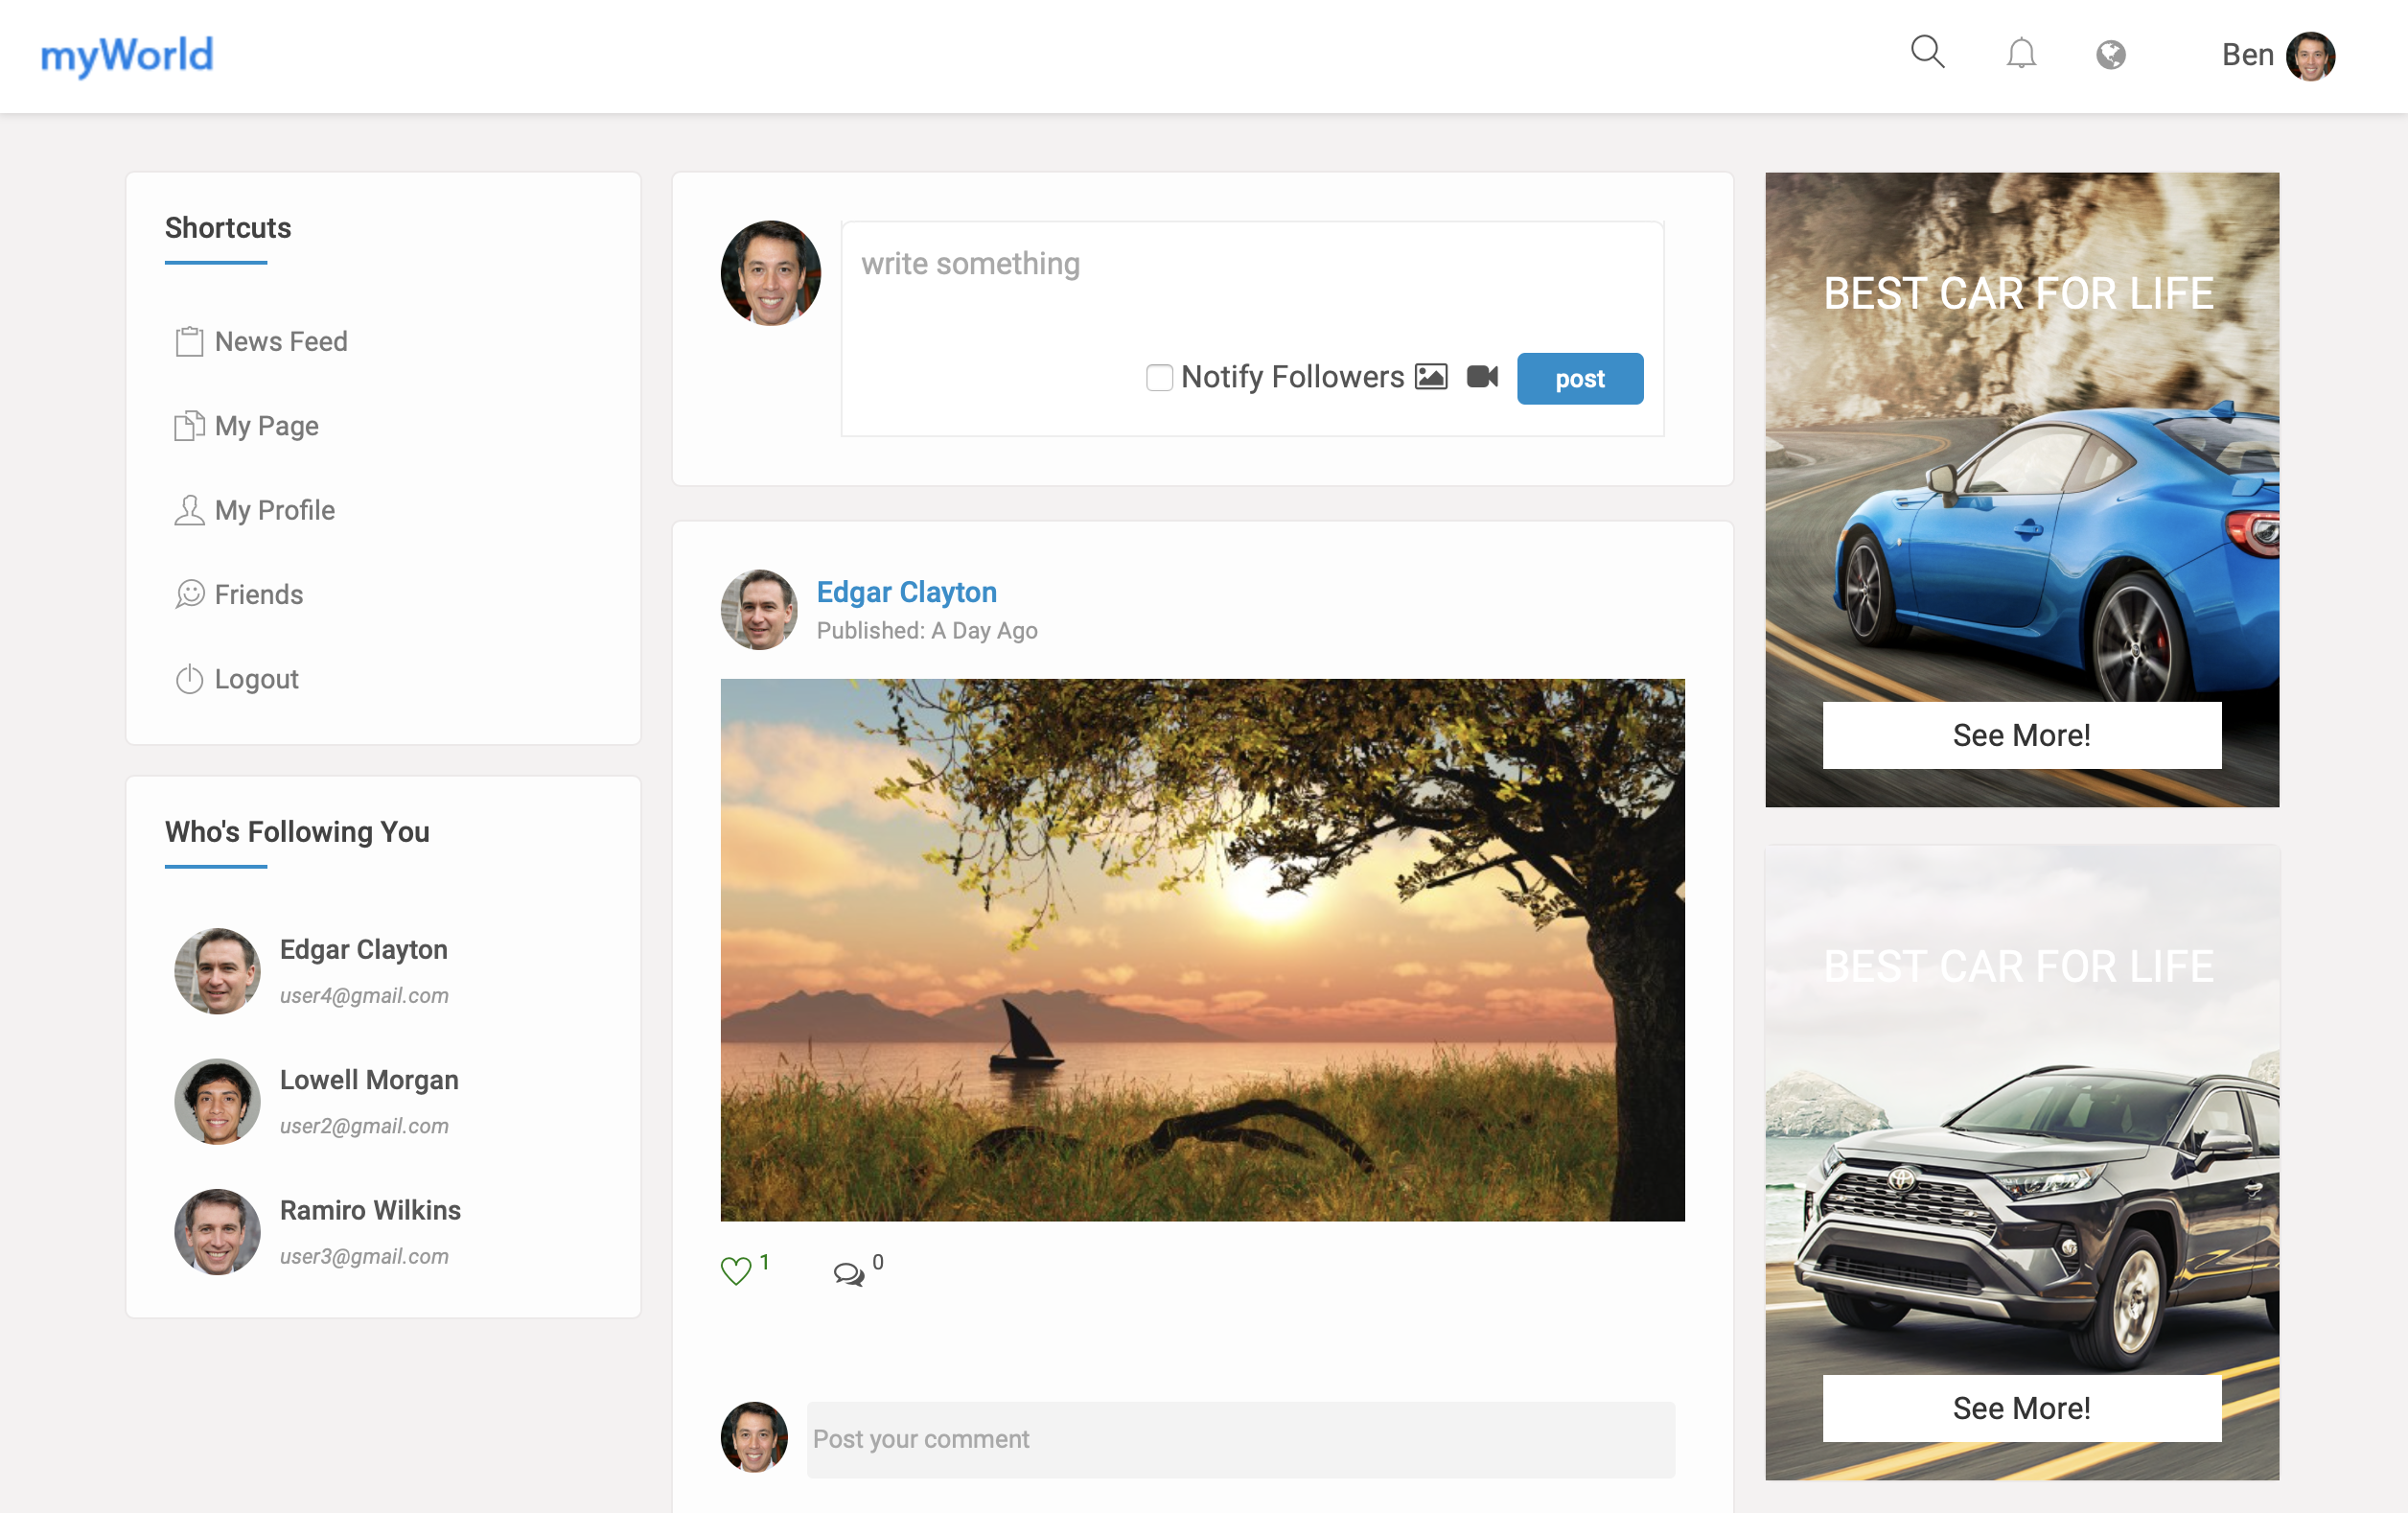 myWorld
Ben
Shortcuts
News Feed
My Page
My Profile
Friends
Logout
Who's Following You
Edgar Clayton
user4@gmail.com
Lowell Morgan
user2@gmail.com
Ramiro Wilkins
user3@gmail.com
write something
Notify Followers
post
Edgar Clayton
Published: A Day Ago
1
0
Post your comment
BEST CAR FOR LIFE
See More!
BEST CAR FOR LIFE
See More!